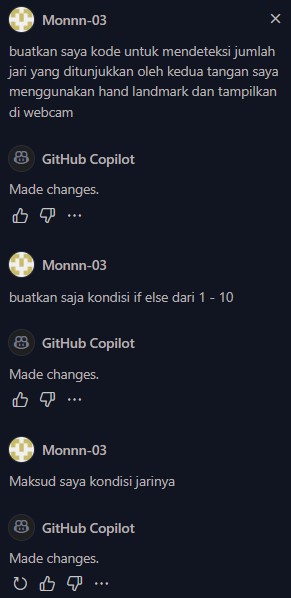 Monnn-03
buatkan saya kode untuk mendeteksi jumlah
jari yang ditunjukkan oleh kedua tangan saya
menggunakan hand landmark dan tampilkan
di webcam
GitHub Copilot
Made changes.
Monnn-03
buatkan saja kondisi if else dari 1 - 10
GitHub Copilot
Made changes.
Monnn-03
Maksud saya kondisi jarinya
GitHub Copilot
Made changes.